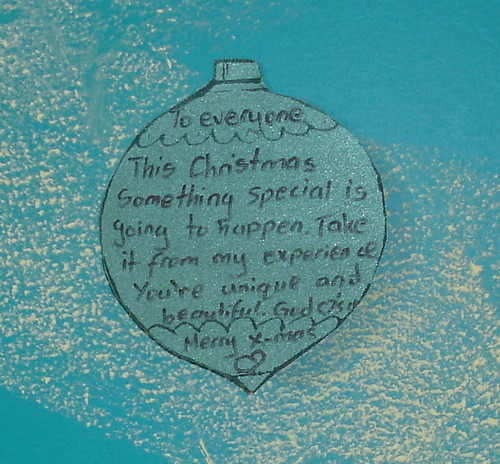 To everyone
This Christmas
Something special is
going to happen. Take
it from my experience
You're unique and
beautiful. God
Merry X-mas